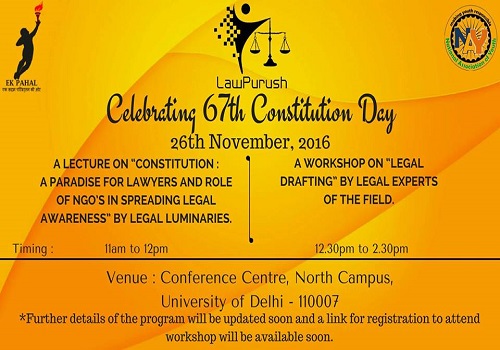 LawPurush
EK PAHAL
NAY
Celebrating 67th Constitution Day
26th November, 2016
A LECTURE ON "CONSTITUTION :
A PARADISE FOR LAWYERS AND ROLE
OF NGO'S IN SPREADING LEGAL
AWARENESS" BY LEGAL LUMINARIES.
A WORKSHOP ON "LEGAL
DRAFTING" BY LEGAL EXPERTS
OF THE FIELD.
Timing : 11am to 12pm 12.30pm to 2.30pm
Venue : Conference Centre, North Campus,
University of Delhi - 110007
*Further details of the program will be updated soon and a link for registration to attend
workshop will be available soon.